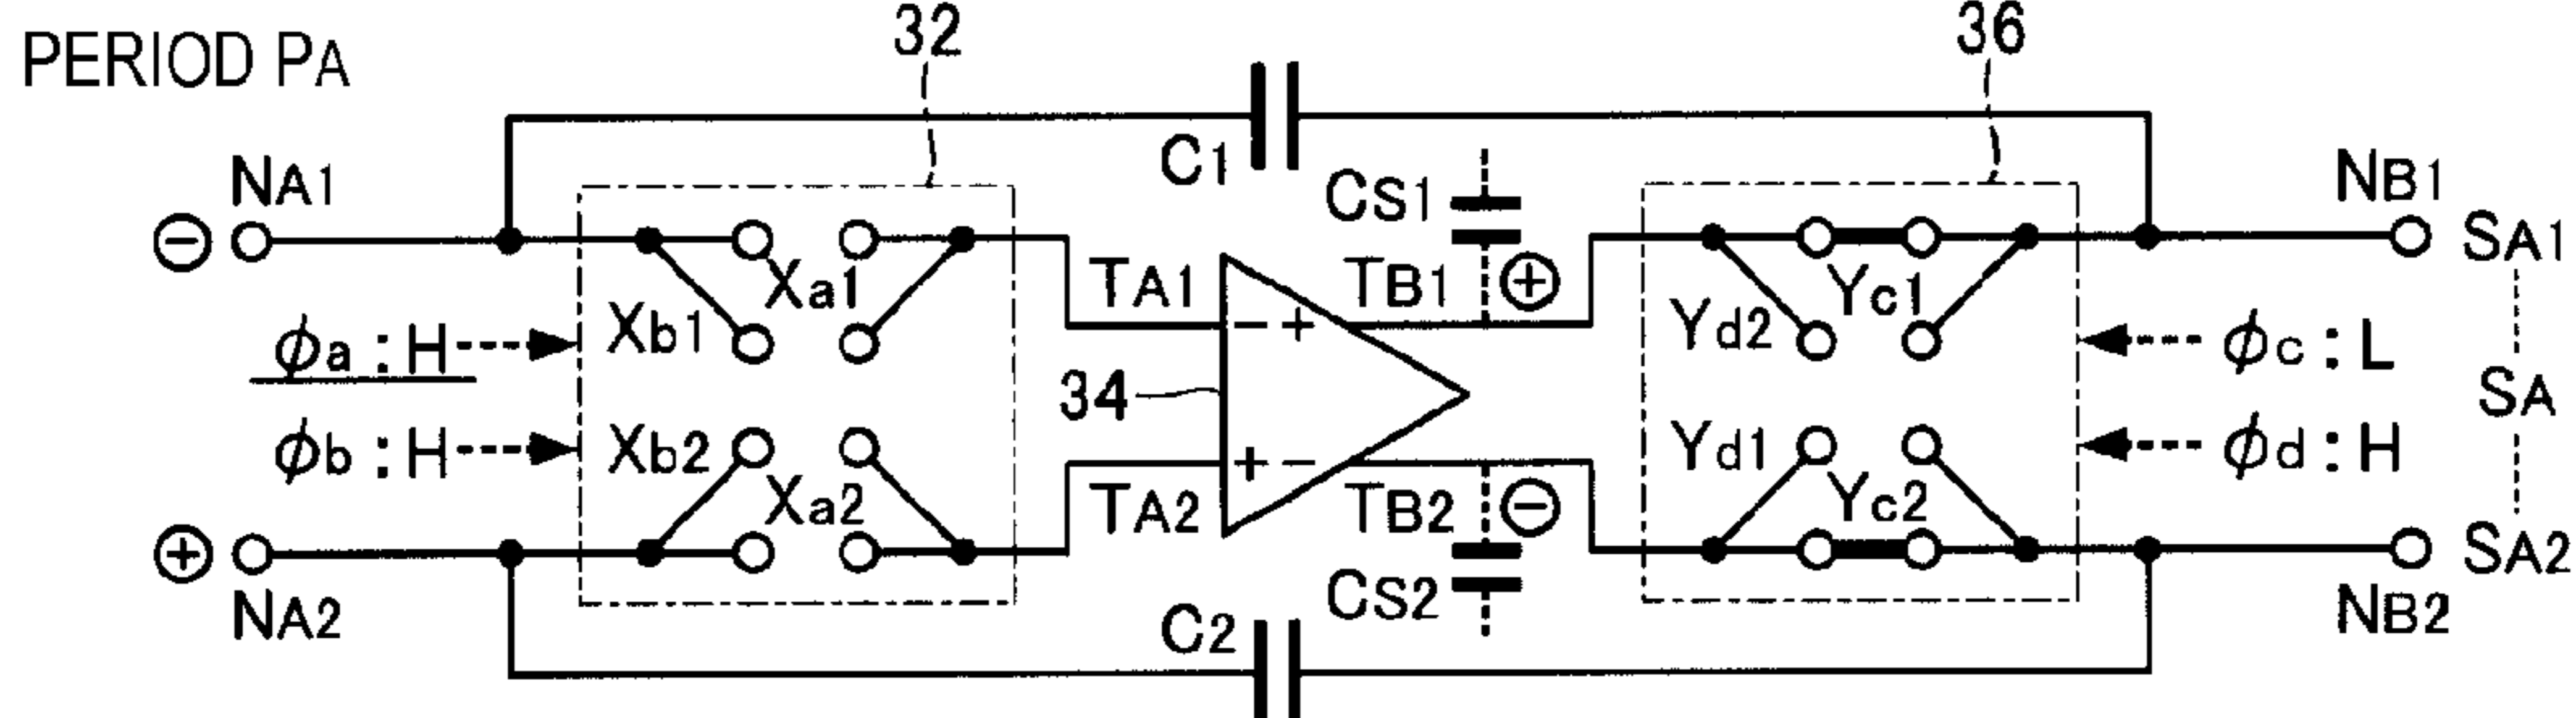 PERIOD PA
32
36
NA1
C1
CS1
NB1
SA1
Xa1
TA1
TB1
Yc1
Xb1
Yd2
ϕa : H
ϕc : L
− +
34
SA
ϕb : H
Xb2
Yd1
ϕd : H
+ −
Xa2
TA2
TB2
Yc2
SA2
NA2
C2
CS2
NB2